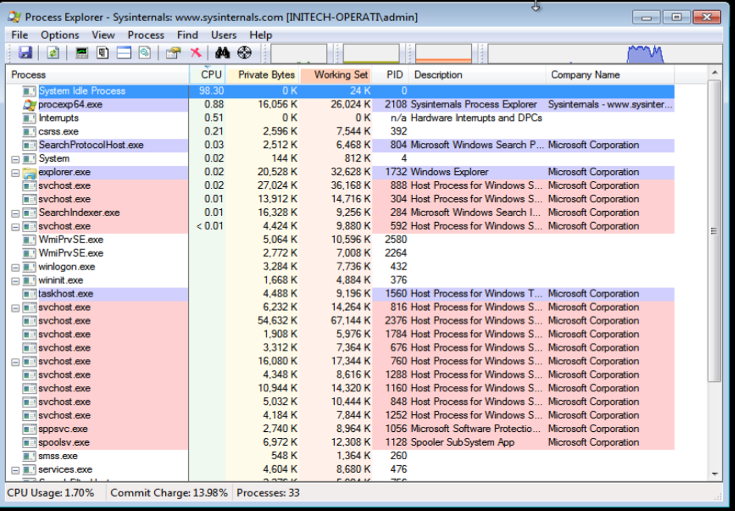 Process Explorer - Sysinternals: www.sysinternals.com [INITECH-OPERATI\admin]
File Options View Process Find Users Help
Process CPU Private Bytes Working Set PID Description Company Name
System Idle Process 98.30 0 K 24 K 0
procexp64.exe 0.88 16,056 K 26,024 K 2108 Sysinternals Process Explorer Sysinternals - www.sysinter...
Interrupts 0.51 0 K 0 K n/a Hardware Interrupts and DPCs
csrss.exe 0.21 2,596 K 7,544 K 392
SearchProtocolHost.exe 0.03 2,512 K 6,468 K 804 Microsoft Windows Search P... Microsoft Corporation
System 0.02 144 K 812 K 4
explorer.exe 0.02 20,528 K 32,628 K 1732 Windows Explorer Microsoft Corporation
svchost.exe 0.02 27,024 K 36,168 K 888 Host Process for Windows S... Microsoft Corporation
svchost.exe 0.01 13,912 K 14,716 K 304 Host Process for Windows S... Microsoft Corporation
SearchIndexer.exe 0.01 16,328 K 9,256 K 284 Microsoft Windows Search I... Microsoft Corporation
svchost.exe < 0.01 4,424 K 9,880 K 592 Host Process for Windows S... Microsoft Corporation
WmiPrvSE.exe 5,064 K 10,596 K 2580
WmiPrvSE.exe 2,772 K 7,008 K 2264
winlogon.exe 3,284 K 7,736 K 432
wininit.exe 1,668 K 4,884 K 376
taskhost.exe 4,488 K 9,196 K 1560 Host Process for Windows T... Microsoft Corporation
svchost.exe 6,232 K 14,264 K 816 Host Process for Windows S... Microsoft Corporation
svchost.exe 54,632 K 67,144 K 2376 Host Process for Windows S... Microsoft Corporation
svchost.exe 1,908 K 5,976 K 1784 Host Process for Windows S... Microsoft Corporation
svchost.exe 3,312 K 7,364 K 676 Host Process for Windows S... Microsoft Corporation
svchost.exe 16,080 K 17,344 K 760 Host Process for Windows S... Microsoft Corporation
svchost.exe 4,348 K 8,616 K 1288 Host Process for Windows S... Microsoft Corporation
svchost.exe 10,944 K 14,320 K 1160 Host Process for Windows S... Microsoft Corporation
svchost.exe 5,032 K 10,444 K 848 Host Process for Windows S... Microsoft Corporation
svchost.exe 4,184 K 7,844 K 1252 Host Process for Windows S... Microsoft Corporation
sppsvc.exe 2,740 K 8,964 K 1056 Microsoft Software Protectio... Microsoft Corporation
spoolsv.exe 6,972 K 12,308 K 1128 Spooler SubSystem App Microsoft Corporation
smss.exe 548 K 1,364 K 260
services.exe 4,604 K 8,680 K 476
CPU Usage: 1.70% Commit Charge: 13.98% Processes: 33